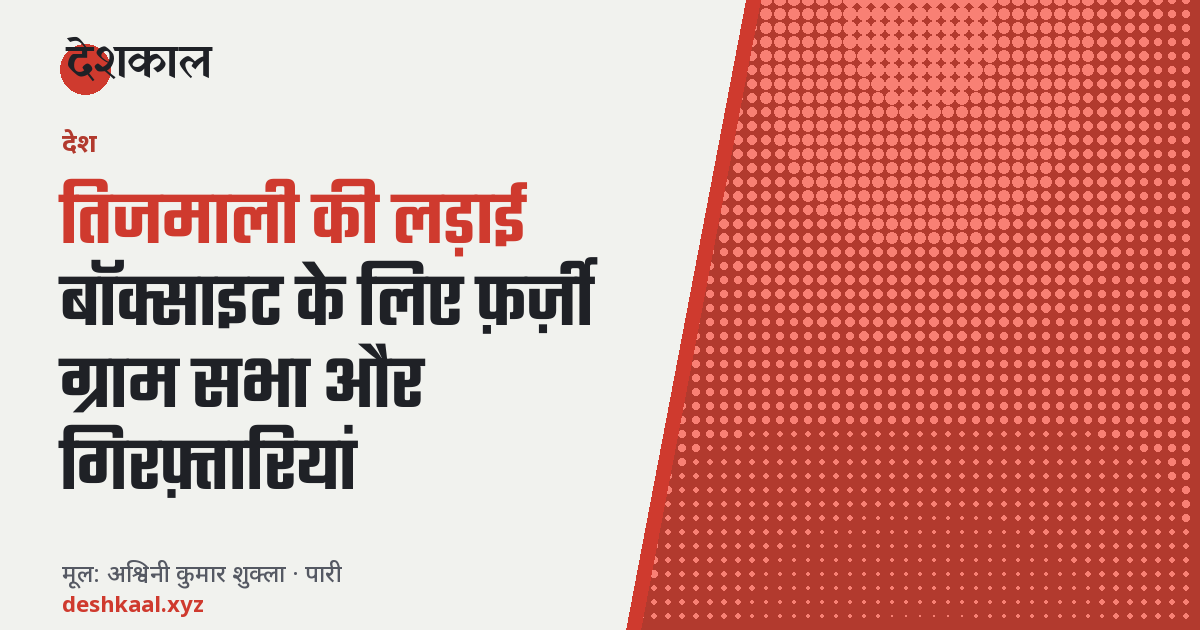 देशकाल
देश
तिजमाली की लड़ाई
बॉक्साइट के लिए फ़र्ज़ी
ग्राम सभा और
गिरफ़्तारियां
मूल: अश्विनी कुमार शुक्ला · पारी
deshkaal.xyz